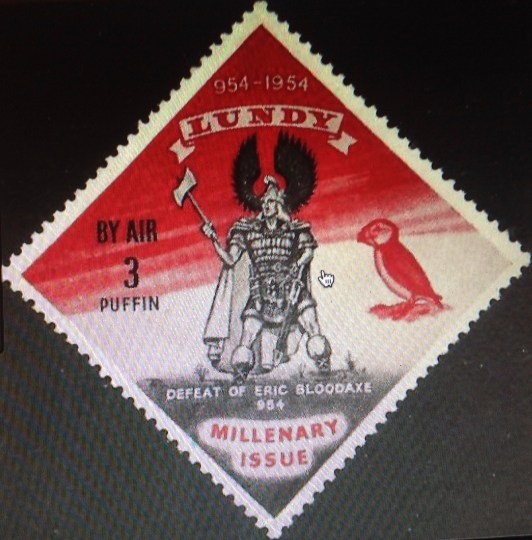 954-1954
LUNDY
BY AIR
3
PUFFIN
DEFEAT OF ERIC BLOODAXE
954
MILLENARY
ISSUE